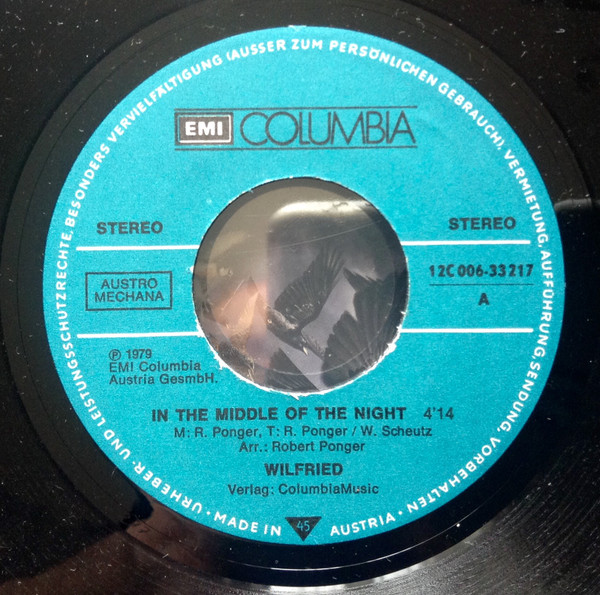 URHEBER- UND LEISTUNGSSCHUTZRECHTE, BESONDERS VERVIELFÄLTIGUNG (AUSSER ZUM PERSÖNLICHEN GEBRAUCH), VERMIETUNG, AUFFÜHRUNG, SENDUNG, VORBEHALTEN · MADE IN 45 AUSTRIA ·
EMI COLUMBIA
STEREO STEREO
12C 006-33217
A
AUSTRO
MECHANA
℗ 1979
EMI Columbia
Austria GesmbH.
IN THE MIDDLE OF THE NIGHT 4'14
M: R. Ponger, T: R. Ponger / W. Scheutz
Arr.: Robert Ponger
WILFRIED
Verlag: ColumbiaMusic